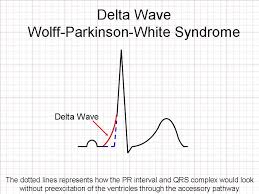 Delta Wave
Wolff-Parkinson-White Syndrome
Delta Wave
The dotted lines represents how the PR interval and QRS complex would look
without preexcitation of the ventricles through the accessory pathway